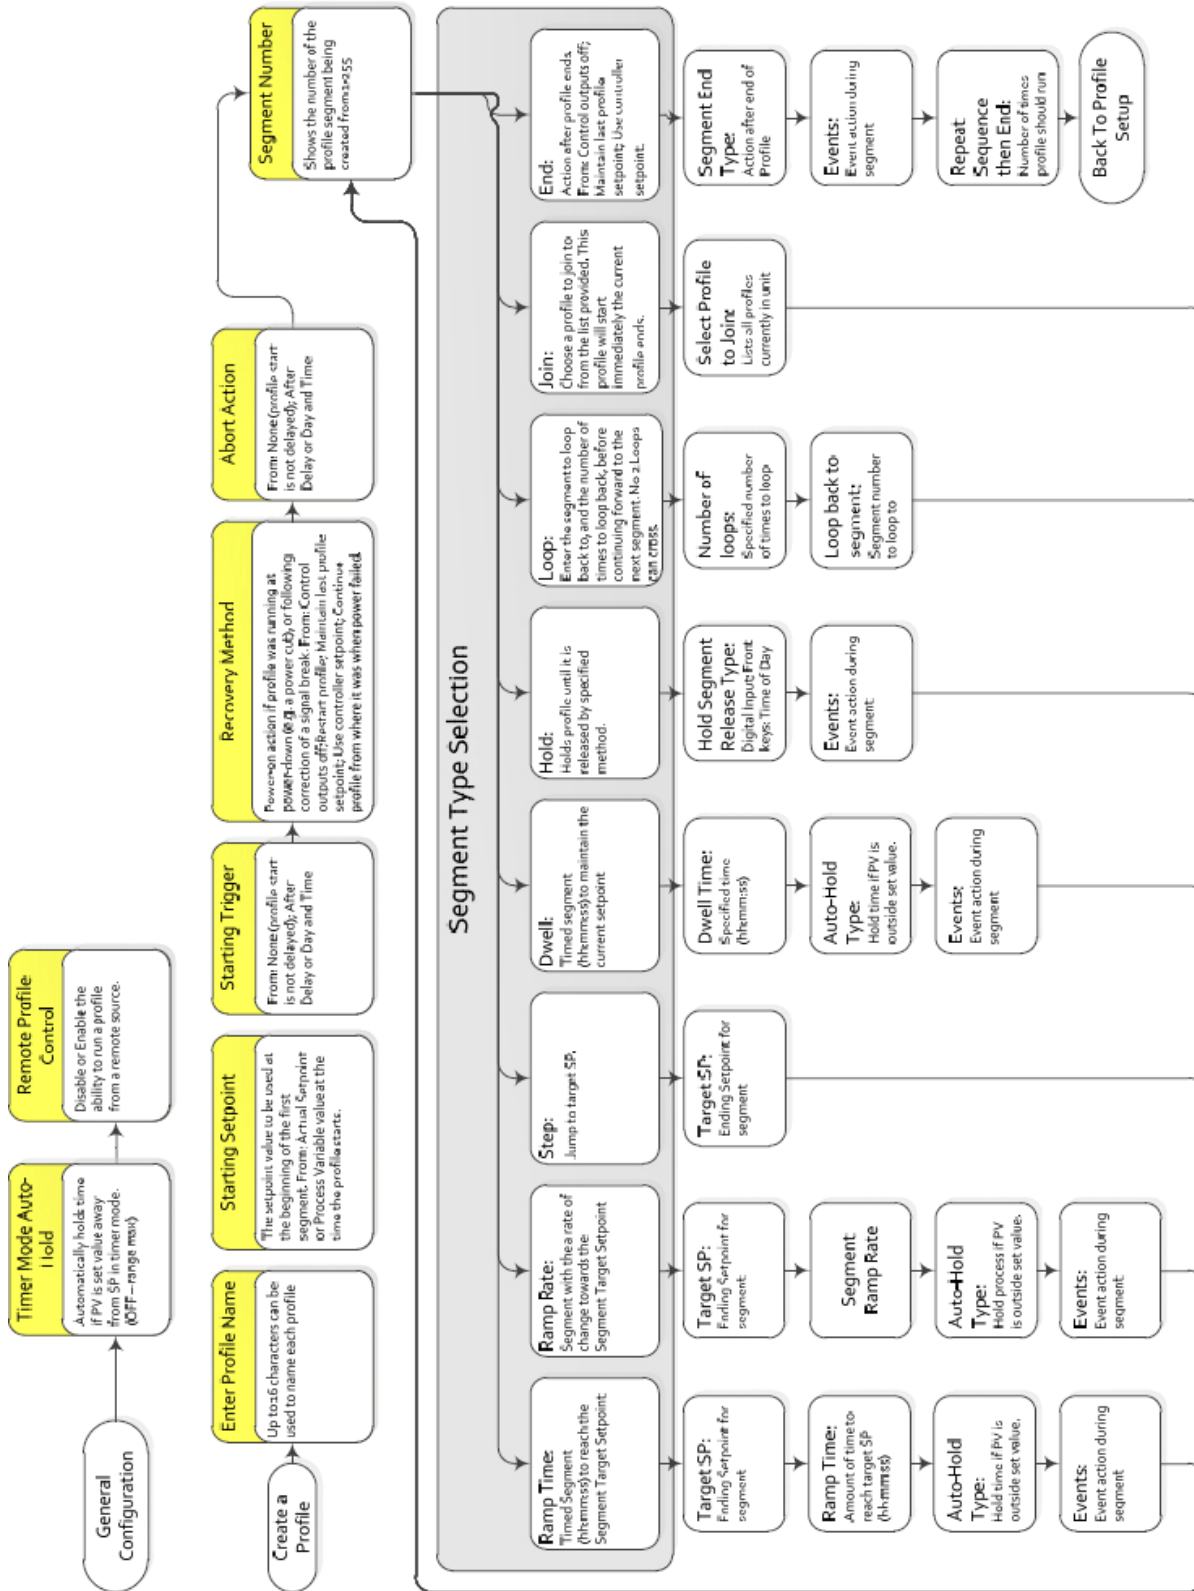 General
Configuration
Timer Mode Auto-
Hold
Automatically holds time
if PV is set value away
from SP in timer mode.
(OFF – range max)
Remote Profile
Control
Disable or Enable the
ability to run a profile
from a remote source.
Create a
Profile
Enter Profile Name
Up to 16 characters can be
used to name each profile
Starting Setpoint
The setpoint value to be used at
the beginning of the first
segment. From: Actual Setpoint
or Process Variable value at the
time the profile starts.
Starting Trigger
From: None (profile start
is not delayed); After
Delay or Day and Time
Recovery Method
Power-on action if profile was running at
power-down (e.g. a power cut), or following
correction of a signal break. From: Control
outputs off; Restart profile; Maintain last profile
setpoint; Use controller setpoint; Continue
profile from where it was when power failed.
Abort Action
From: None (profile start
is not delayed); After
Delay or Day and Time
Segment Number
Shows the number of the
profile segment being
created from 1-255
Segment Type Selection
Ramp Time:
Timed Segment
(hh:mm:ss) to reach the
Segment Target Setpoint
Ramp Rate:
Segment with the a rate of
change towards the
Segment Target Setpoint
Step:
Jump to target SP.
Dwell:
Timed segment
(hh:mm:ss) to maintain the
current setpoint
Hold:
Holds profile until it is
released by specified
method.
Loop:
Enter the segment to loop
back to, and the number of
times to loop back, before
continuing forward to the
next segment. No 2 Loops
can cross.
Join:
Choose a profile to join to
from the list provided. This
profile will start
immediately the current
profile ends.
End:
Action after profile ends.
From: Control outputs off;
Maintain last profile
setpoint; Use controller
setpoint.
Target SP:
Ending Setpoint for
segment
Target SP:
Ending Setpoint for
segment
Target SP:
Ending Setpoint for
segment
Dwell Time:
Specified time
(hh:mm:ss)
Hold Segment
Release Type:
Digital Input; Front
keys: Time of Day
Number of
loops:
Specified number
of times to loop
Select Profile
to Join:
Lists all profiles
currently in unit
Segment End
Type:
Action after end of
Profile
Ramp Time:
Amount of time to
reach target SP
(hh:mm:ss)
Segment
Ramp Rate
Auto-Hold
Type:
Hold time if PV is
outside set value.
Events:
Event action during
segment
Loop back to
segment:
Segment number
to loop to
Events:
Event action during
segment
Auto-Hold
Type:
Hold time if PV is
outside set value.
Auto-Hold
Type:
Hold process if PV
is outside set value.
Events:
Event action during
segment
Repeat
Sequence
then End:
Number of times
profile should run
Events:
Event action during
segment
Events:
Event action during
segment
Back To Profile
Setup